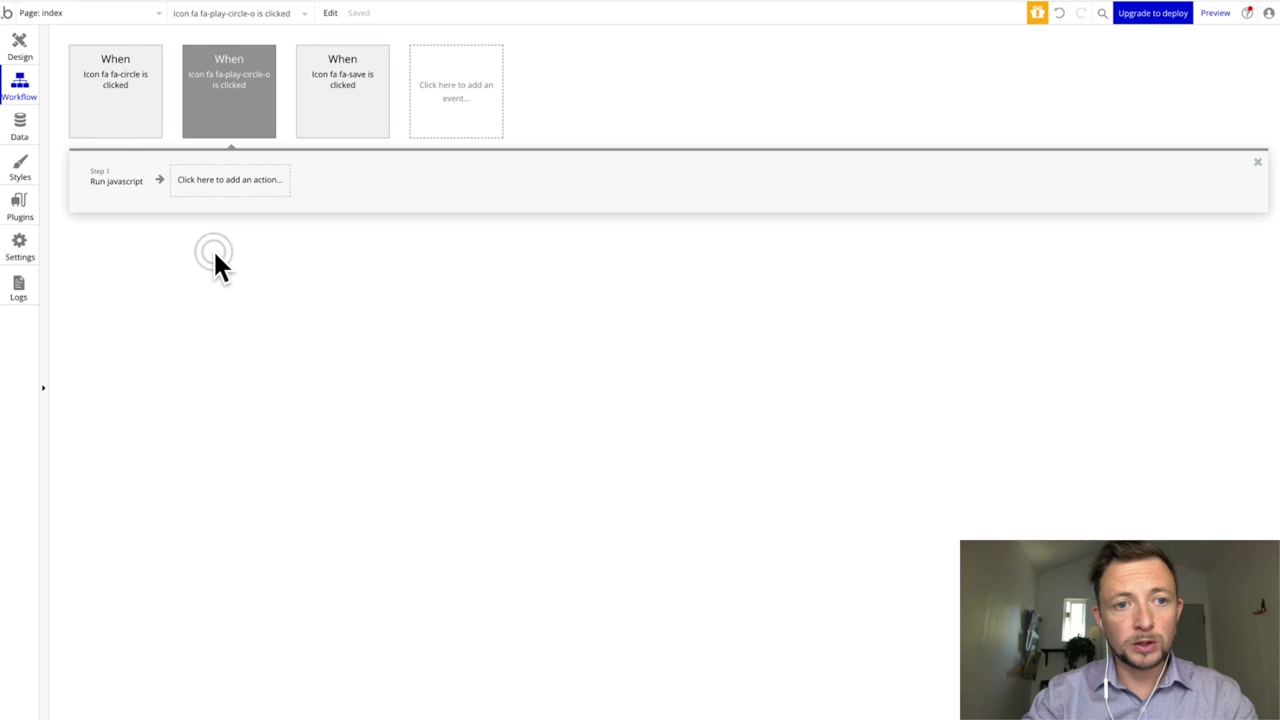 Page: index
Icon fa fa-play-circle-o is clicked
Edit
Saved
Upgrade to deploy
Preview
Design
Workflow
Data
Styles
Plugins
Settings
Logs
When
Icon fa fa-circle is
clicked
When
Icon fa fa-play-circle-o
is clicked
When
Icon fa fa-save is
clicked
Click here to add an
event...
Step 1
Run javascript
Click here to add an action...